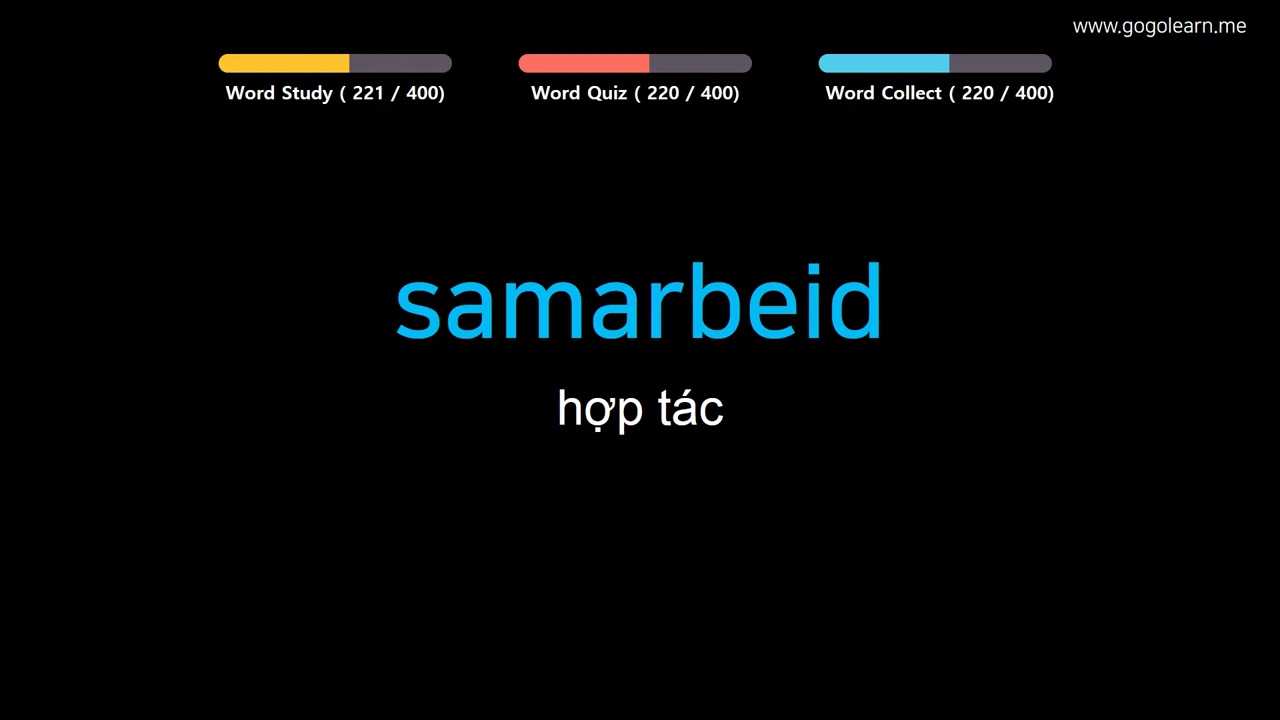 www.gogolearn.me
Word Study ( 221 / 400)
Word Quiz ( 220 / 400)
Word Collect ( 220 / 400)
samarbeid
hợp tác